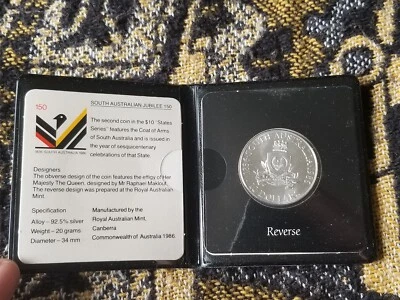 150
SOUTH AUSTRALIAN JUBILEE 150
The second coin in the $10 "States
Series" features the Coat of Arms
of South Australia and is issued in
the year of sesquicentenary
celebrations of that State.
Designers
The obverse design of the coin features the effigy of Her
Majesty The Queen, designed by Mr Raphael Maklouf.
The reverse design was prepared at the Royal Australian
Mint.
Specification
Alloy – 92.5% silver
Weight – 20 grams
Diameter – 34 mm
Manufactured by the
Royal Australian Mint,
Canberra
Commonwealth of Australia 1986.
SOUTH AUSTRALIA
DOLLARS
Reverse